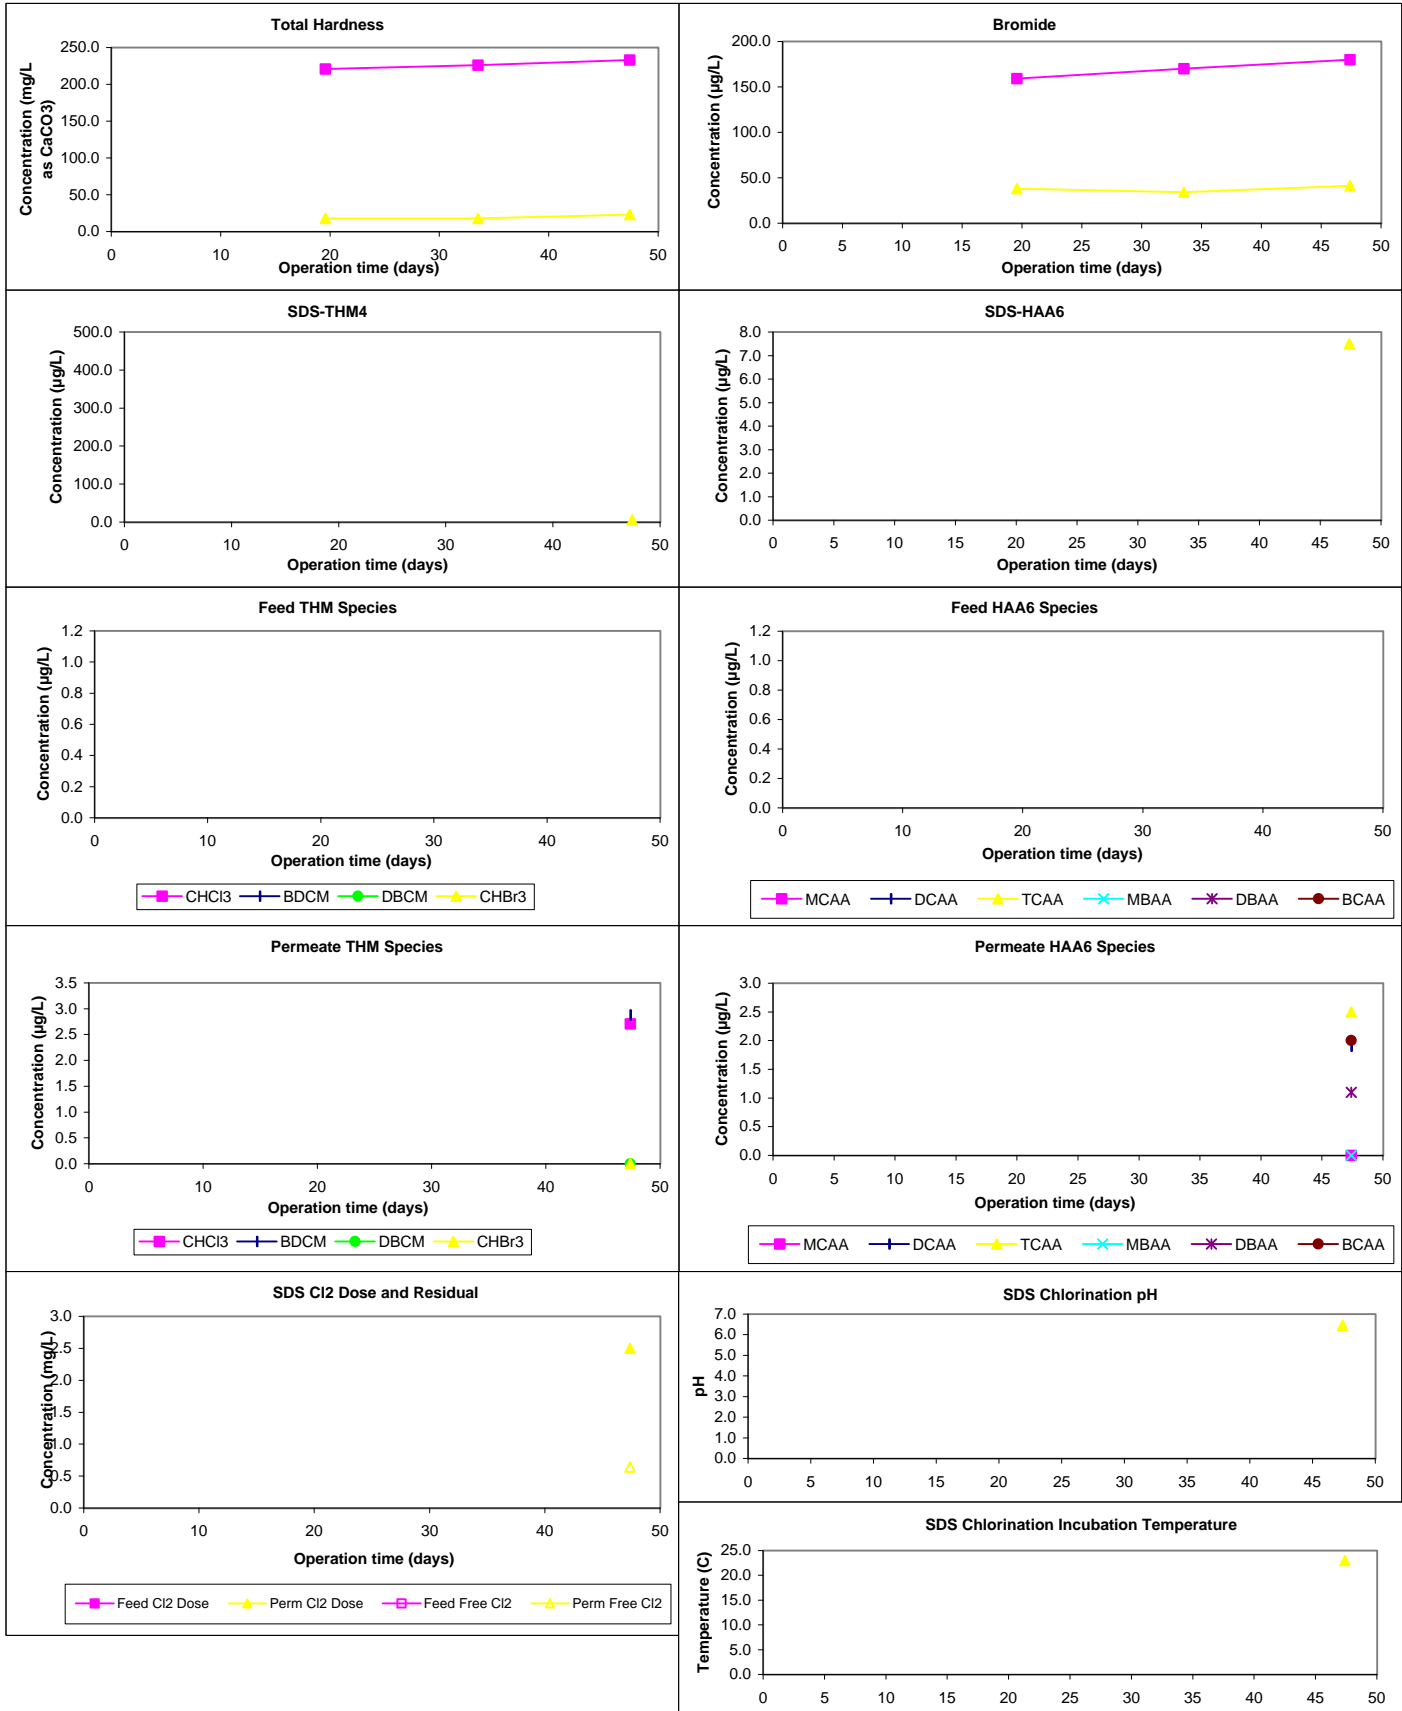 Total Hardness
Concentration (mg/L
as CaCO3)
250.0
200.0
150.0
100.0
50.0
0.0
0 10 20 30 40 50
Operation time (days)
Bromide
Concentration (µg/L)
200.0
150.0
100.0
50.0
0.0
0 5 10 15 20 25 30 35 40 45 50
Operation time (days)
SDS-THM4
Concentration (µg/L)
500.0
400.0
300.0
200.0
100.0
0.0
0 10 20 30 40 50
Operation time (days)
SDS-HAA6
Concentration (µg/L)
8.0
7.0
6.0
5.0
4.0
3.0
2.0
1.0
0.0
0 5 10 15 20 25 30 35 40 45 50
Operation time (days)
Feed THM Species
Concentration (µg/L)
1.2
1.0
0.8
0.6
0.4
0.2
0.0
0 10 20 30 40 50
Operation time (days)
CHCl3 BDCM DBCM CHBr3
Feed HAA6 Species
Concentration (µg/L)
1.2
1.0
0.8
0.6
0.4
0.2
0.0
0 10 20 30 40 50
Operation time (days)
MCAA DCAA TCAA MBAA DBAA BCAA
Permeate THM Species
Concentration (µg/L)
3.5
3.0
2.5
2.0
1.5
1.0
0.5
0.0
0 10 20 30 40 50
Operation time (days)
CHCl3 BDCM DBCM CHBr3
Permeate HAA6 Species
Concentration (µg/L)
3.0
2.5
2.0
1.5
1.0
0.5
0.0
0 5 10 15 20 25 30 35 40 45 50
Operation time (days)
MCAA DCAA TCAA MBAA DBAA BCAA
SDS Cl2 Dose and Residual
Concentration (mg/L)
3.0
2.5
2.0
1.5
1.0
0.5
0.0
0 10 20 30 40 50
Operation time (days)
Feed Cl2 Dose Perm Cl2 Dose Feed Free Cl2 Perm Free Cl2
SDS Chlorination pH
pH
7.0
6.0
5.0
4.0
3.0
2.0
1.0
0.0
0 5 10 15 20 25 30 35 40 45 50
SDS Chlorination Incubation Temperature
Temperature (C)
25.0
20.0
15.0
10.0
5.0
0.0
0 5 10 15 20 25 30 35 40 45 50